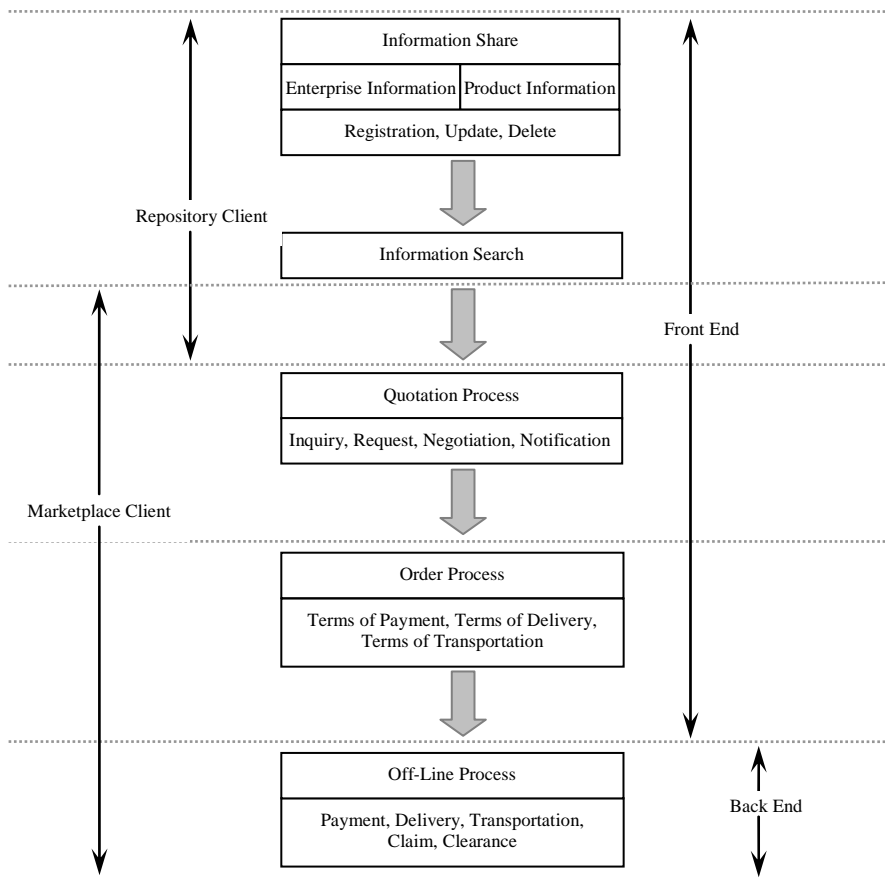 Information Share
Enterprise Information
Product Information
Registration, Update, Delete
Repository Client
Information Search
Front End
Quotation Process
Inquiry, Request, Negotiation, Notification
Marketplace Client
Order Process
Terms of Payment, Terms of Delivery,
Terms of Transportation
Off-Line Process
Payment, Delivery, Transportation,
Claim, Clearance
Back End